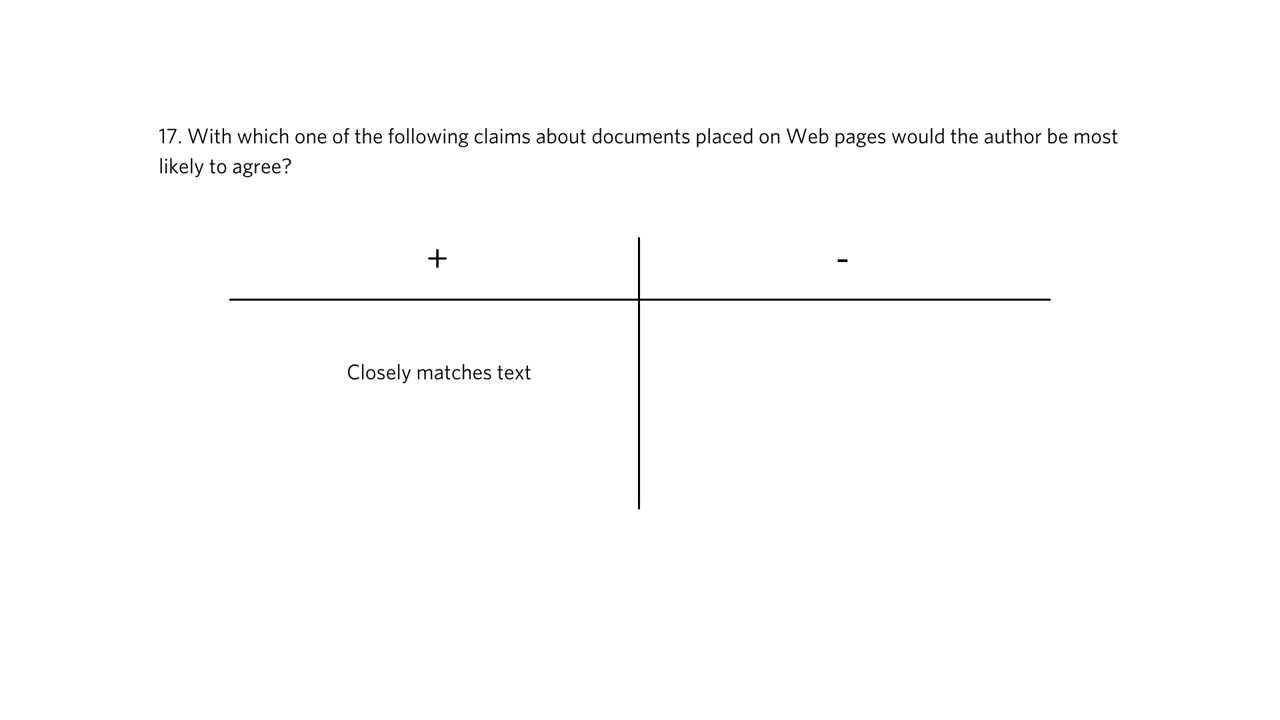 17. With which one of the following claims about documents placed on Web pages would the author be most
likely to agree?
+ -
Closely matches text